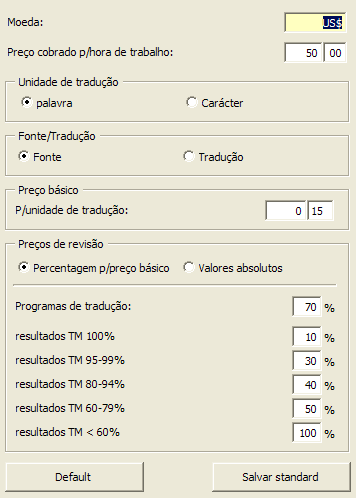 Moeda: US$
Preço cobrado p/hora de trabalho: 50 00
Unidade de tradução
palavra Carácter
Fonte/Tradução
Fonte Tradução
Preço básico
P/unidade de tradução: 0 15
Preços de revisão
Percentagem p/preço básico Valores absolutos
Programas de tradução: 70 %
resultados TM 100% 10 %
resultados TM 95-99% 30 %
resultados TM 80-94% 40 %
resultados TM 60-79% 50 %
resultados TM < 60% 100 %
Default Salvar standard